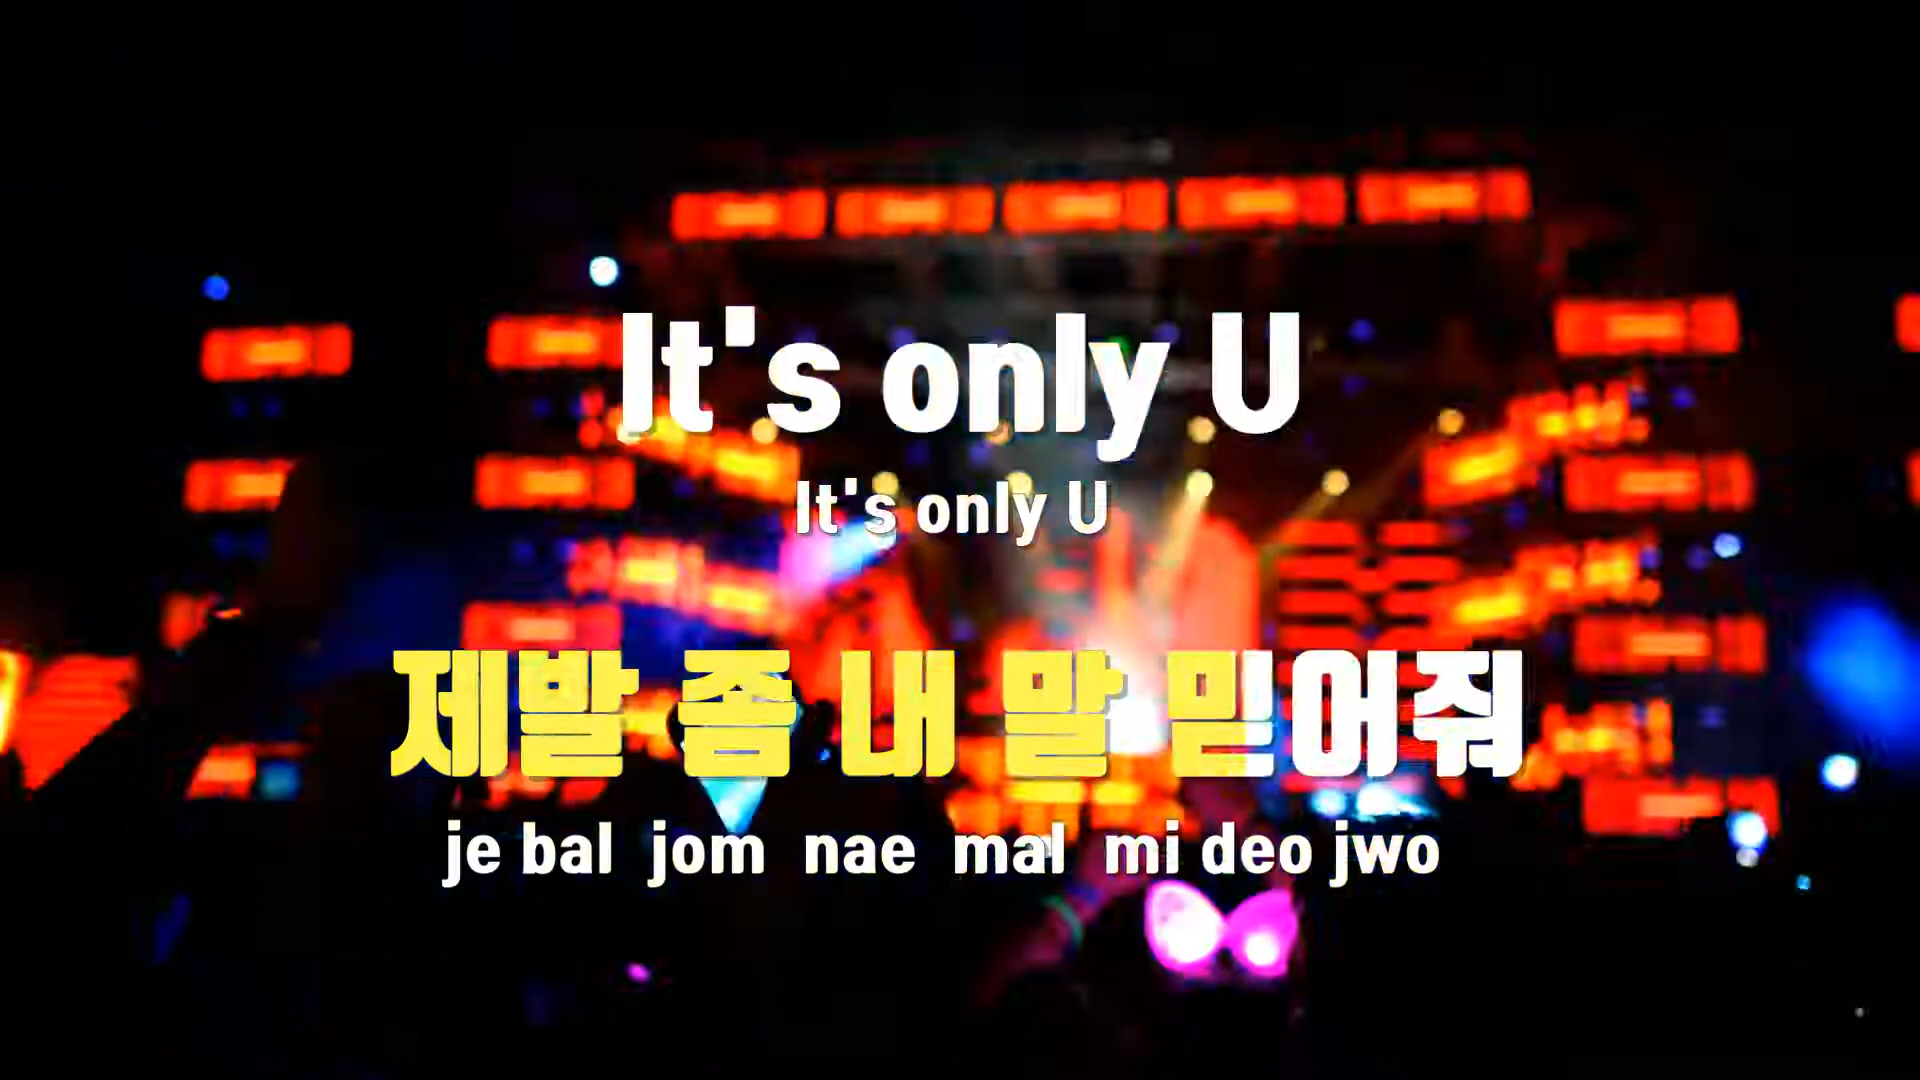 It's only U
It's only U
제발 좀 내 말 믿어줘
je bal jom nae mal mi deo jwo